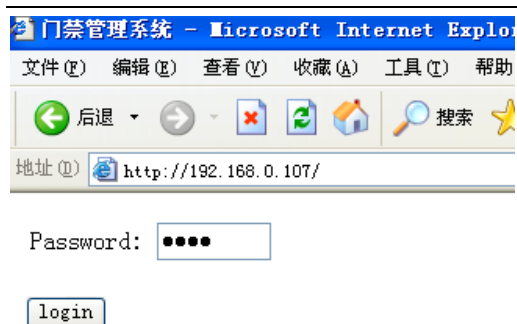 门禁管理系统 - Microsoft Internet Explor
文件(F) 编辑(E) 查看(V) 收藏(A) 工具(T) 帮助
后退 搜索
地址(D) http://192.168.0.107/
Password: ●●●●
login